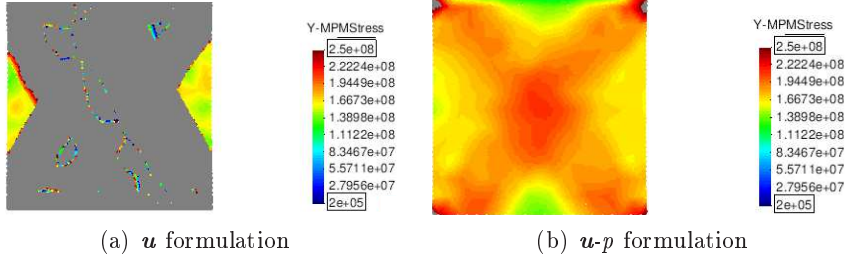 Y-MPMStress
2.5e+08
2.2224e+08
1.9449e+08
1.6673e+08
1.3898e+08
1.1122e+08
8.3467e+07
5.5711e+07
2.7956e+07
2e+05
(a) u formulation
Y-MPMStress
2.5e+08
2.2224e+08
1.9449e+08
1.6673e+08
1.3898e+08
1.1122e+08
8.3467e+07
5.5711e+07
2.7956e+07
2e+05
(b) u-p formulation